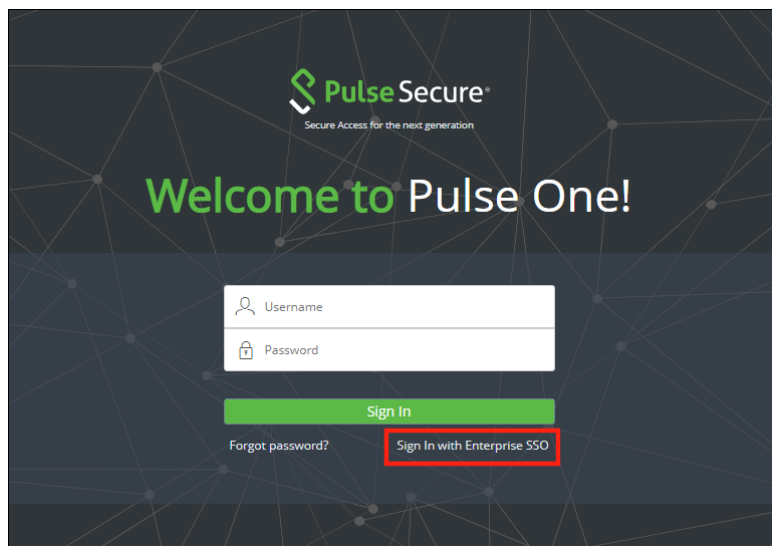 Pulse Secure®
Secure Access for the next generation
Welcome to Pulse One!
Username
Password
Sign In
Forgot password? Sign In with Enterprise SSO